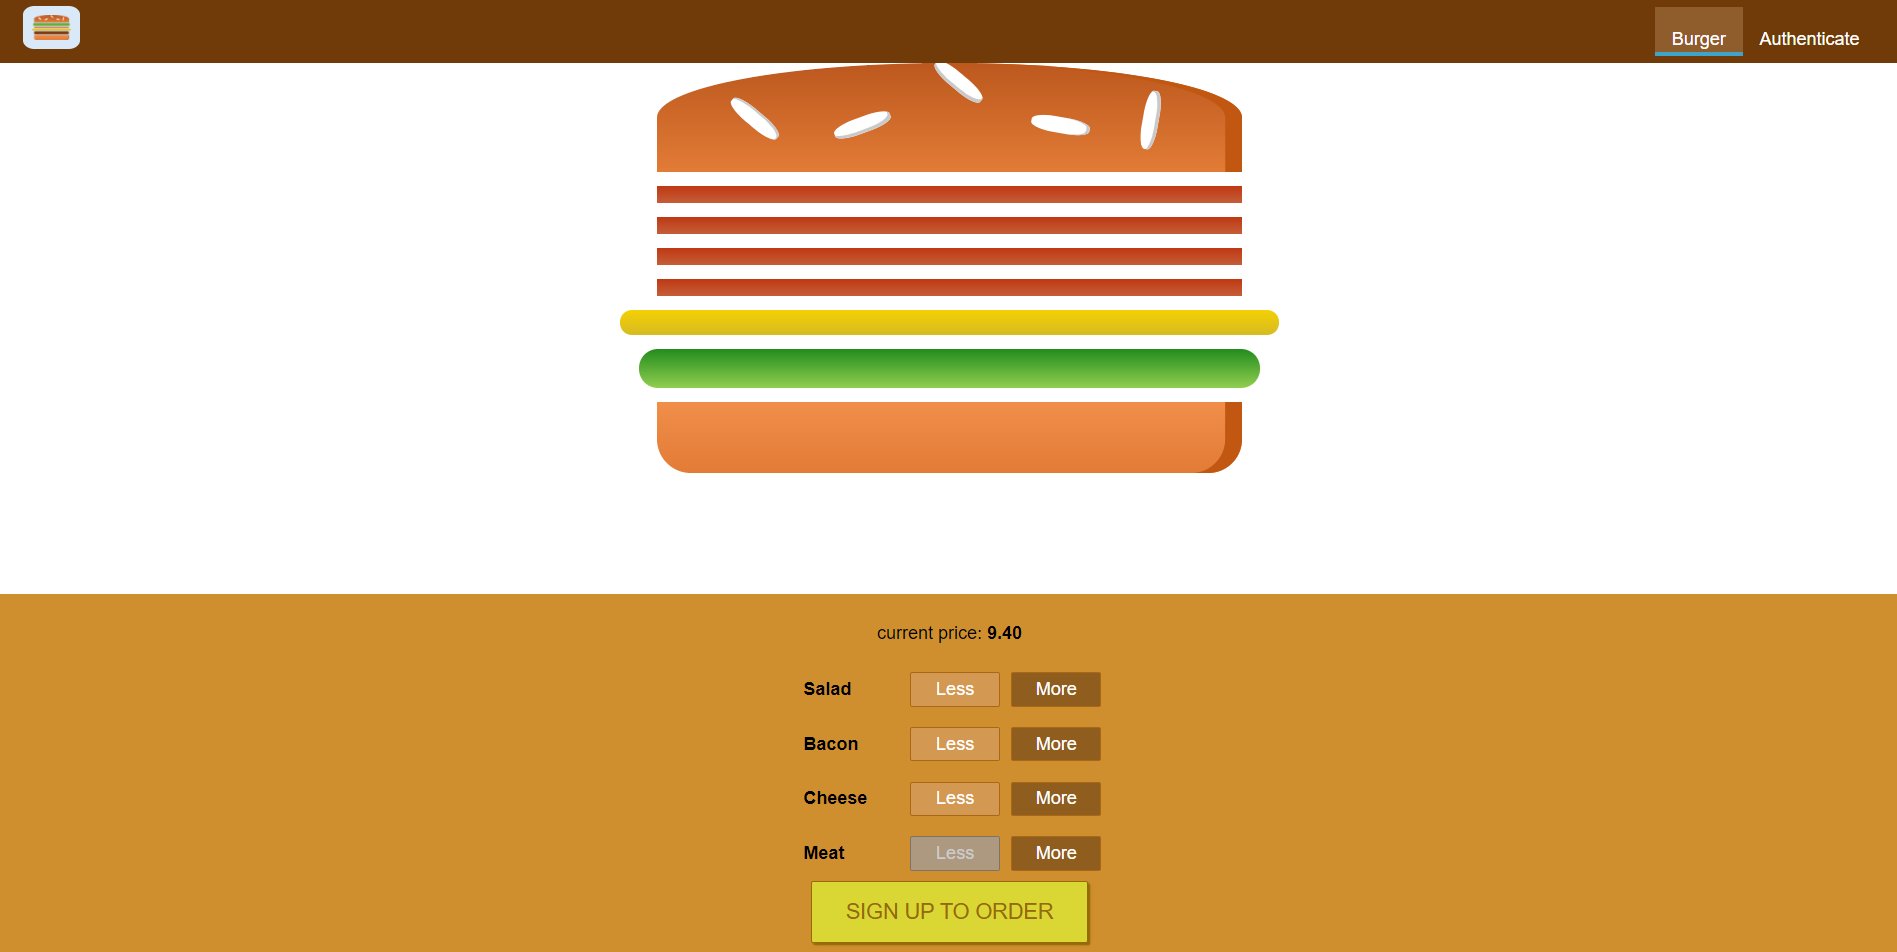 Burger Authenticate
current price: 9.40
Salad Less More
Bacon Less More
Cheese Less More
Meat Less More
SIGN UP TO ORDER